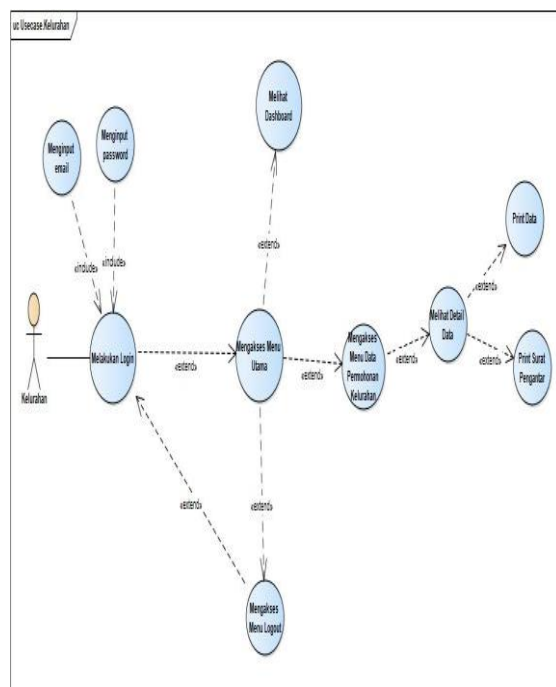 uc Usecase Kelurahan
Melihat
Dashboard
Menginput
email
Menginput
password
Print Data
«extend»
«include»
«include»
«extend»
Melihat Detail
Data
Kelurahan
Melakukan Login
«extend»
Mengakses Menu
Utama
«extend»
Mengakses
Menu Data
Permohonan
Kelurahan
«extend»
«extend»
Print Surat
Pengantar
«extend»
«extend»
Mengakses
Menu Logout